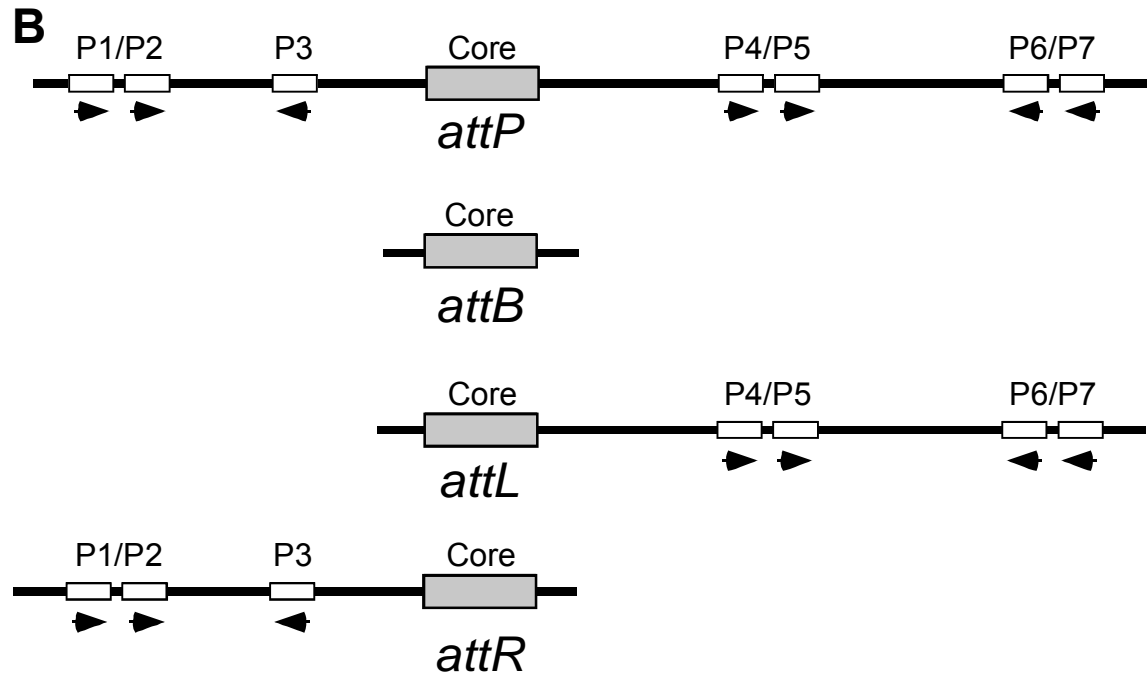 B
P1/P2 P3 Core P4/P5 P6/P7
attP
Core
attB
Core P4/P5 P6/P7
attL
P1/P2 P3 Core
attR